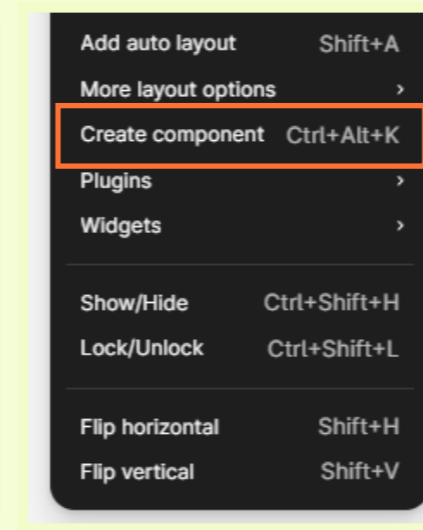 Add auto layout Shift+A
More layout options ›
Create component Ctrl+Alt+K
Plugins ›
Widgets ›
Show/Hide Ctrl+Shift+H
Lock/Unlock Ctrl+Shift+L
Flip horizontal Shift+H
Flip vertical Shift+V